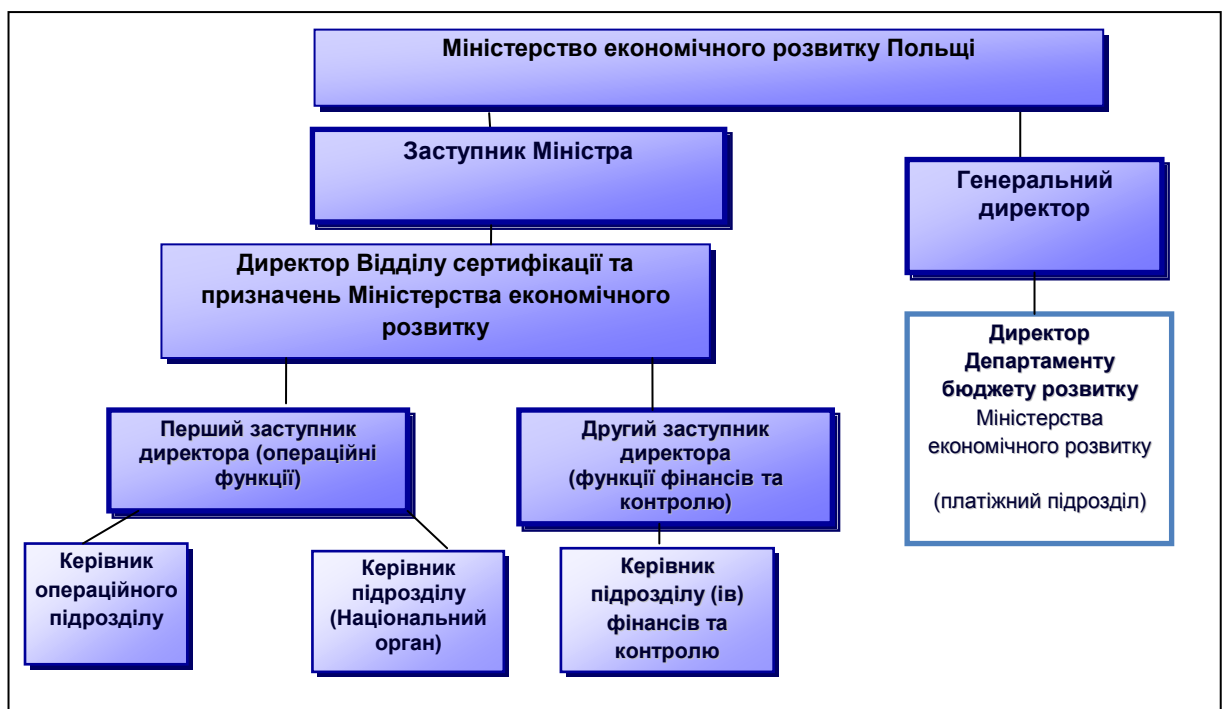 Міністерство економічного розвитку Польщі
Заступник Міністра
Генеральний
директор
Директор Відділу сертифікації та
призначень Міністерства економічного
розвитку
Директор
Департаменту
бюджету розвитку
Міністерства
економічного розвитку
(платіжний підрозділ)
Перший заступник
директора (операційні
функції)
Другий заступник
директора
(функції фінансів та
контролю)
Керівник
операційного
підрозділу
Керівник
підрозділу
(Національний
орган)
Керівник
підрозділу (ів)
фінансів та
контролю